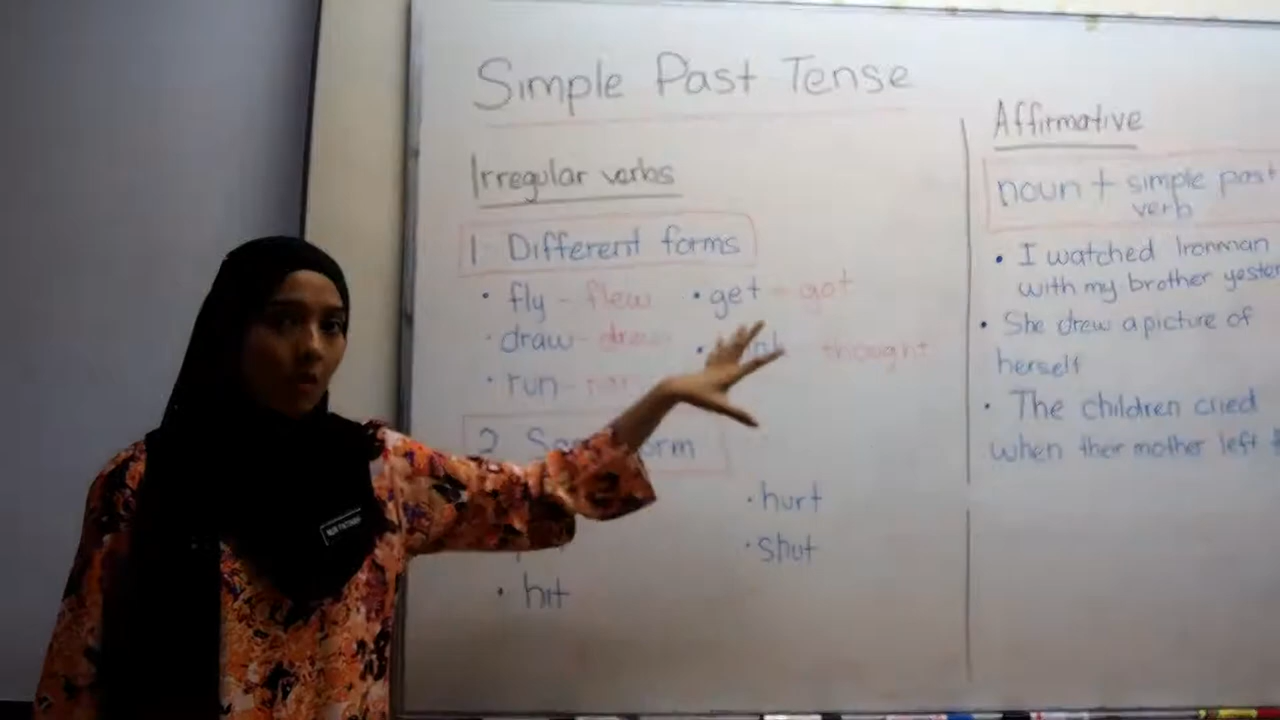 Simple Past Tense
Irregular verbs
1 Different forms
• fly - flew
• get - got
• draw - drew
• thought
• run - ran
2 Same form
• hurt
• shut
• hit
Affirmative
noun + simple past
verb
• I watched Ironman
with my brother
• She drew a picture of
herself
• The children cried
when their mother left